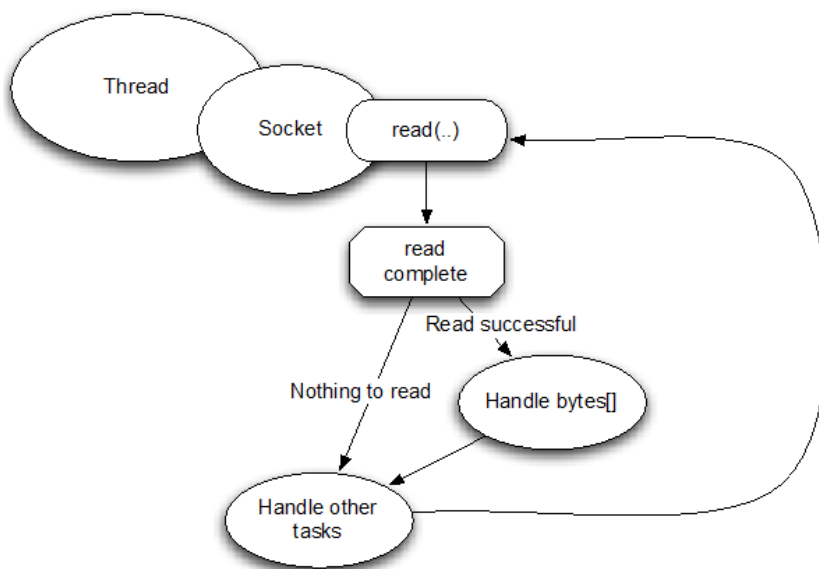 Thread
Socket
read(..)
read
complete
Read successful
Nothing to read
Handle bytes[]
Handle other
tasks